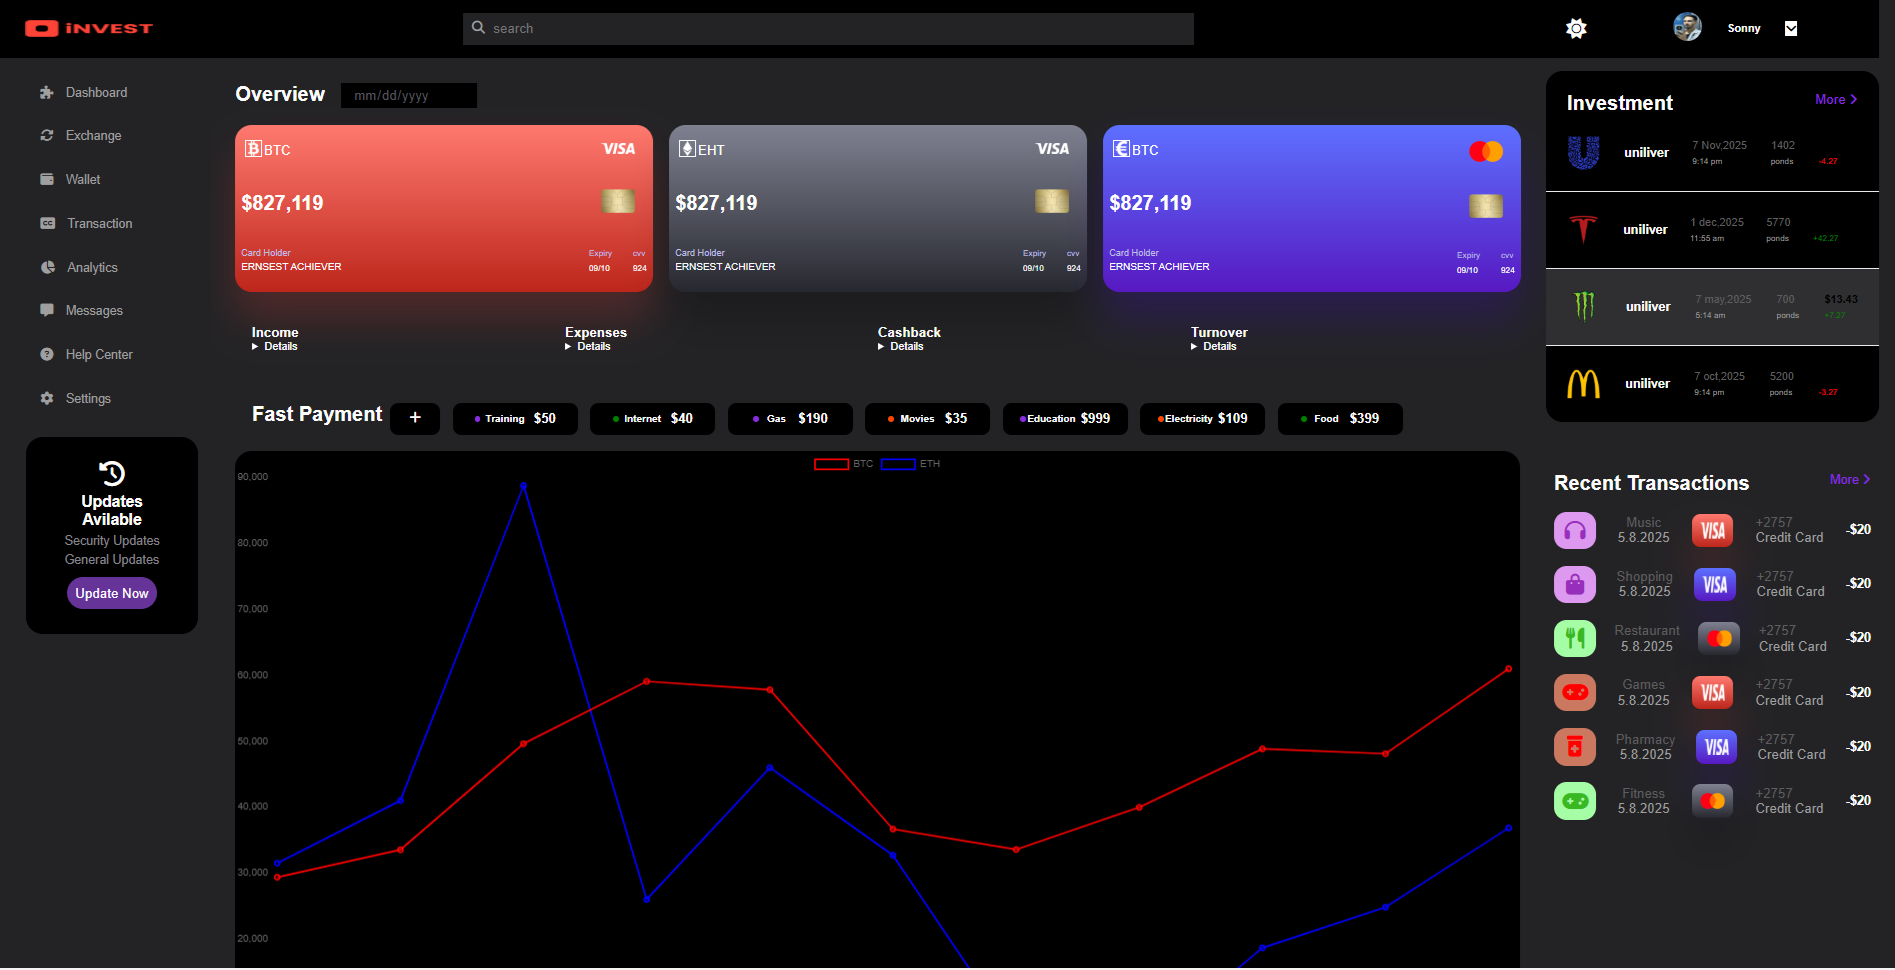 iNVEST
search
Sonny
Dashboard
Exchange
Wallet
Transaction
Analytics
Messages
Help Center
Settings
Updates
Avilable
Security Updates
General Updates
Update Now
Overview
mm/dd/yyyy
BTC
VISA
$827,119
Card Holder
ERNSEST ACHIEVER
Expiry
09/10
cvv
924
EHT
VISA
$827,119
Card Holder
ERNSEST ACHIEVER
Expiry
09/10
cvv
924
BTC
$827,119
Card Holder
ERNSEST ACHIEVER
Expiry
09/10
cvv
924
Income
Details
Expenses
Details
Cashback
Details
Turnover
Details
Fast Payment
+
Training $50
Internet $40
Gas $190
Movies $35
Education $999
Electricity $109
Food $399
BTC
ETH
90,000
80,000
70,000
60,000
50,000
40,000
30,000
20,000
Investment
More
uniliver
7 Nov,2025
9:14 pm
1402
ponds
-4.27
uniliver
1 dec,2025
11:55 am
5770
ponds
+42.27
uniliver
7 may,2025
5:14 am
700
ponds
$13.43
+7.27
uniliver
7 oct,2025
9:14 pm
5200
ponds
-3.27
Recent Transactions
More
Music
5.8.2025
VISA
+2757
Credit Card
-$20
Shopping
5.8.2025
VISA
+2757
Credit Card
-$20
Restaurant
5.8.2025
+2757
Credit Card
-$20
Games
5.8.2025
VISA
+2757
Credit Card
-$20
Pharmacy
5.8.2025
VISA
+2757
Credit Card
-$20
Fitness
5.8.2025
+2757
Credit Card
-$20